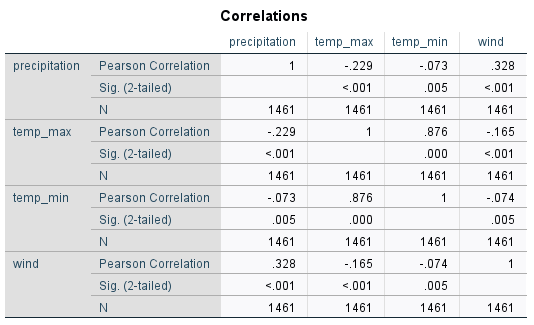 Correlations
precipitation temp_max temp_min wind
precipitation Pearson Correlation 1 -.229 -.073 .328
Sig. (2-tailed) <.001 .005 <.001
N 1461 1461 1461 1461
temp_max Pearson Correlation -.229 1 .876 -.165
Sig. (2-tailed) <.001 .000 <.001
N 1461 1461 1461 1461
temp_min Pearson Correlation -.073 .876 1 -.074
Sig. (2-tailed) .005 .000 .005
N 1461 1461 1461 1461
wind Pearson Correlation .328 -.165 -.074 1
Sig. (2-tailed) <.001 <.001 .005
N 1461 1461 1461 1461